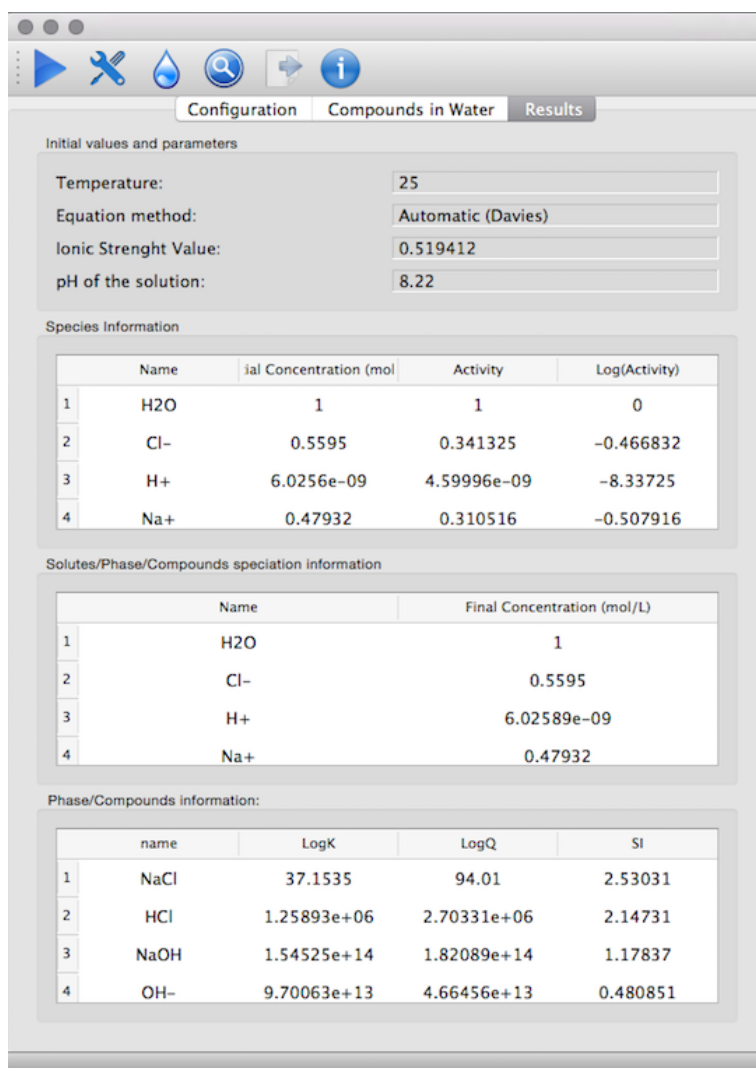 Configuration Compounds in Water Results
Initial values and parameters
Temperature: 25
Equation method: Automatic (Davies)
Ionic Strenght Value: 0.519412
pH of the solution: 8.22
Species Information
Name ial Concentration (mol Activity Log(Activity)
1 H2O 1 1 0
2 Cl- 0.5595 0.341325 -0.466832
3 H+ 6.0256e-09 4.59996e-09 -8.33725
4 Na+ 0.47932 0.310516 -0.507916
Solutes/Phase/Compounds speciation information
Name Final Concentration (mol/L)
1 H2O 1
2 Cl- 0.5595
3 H+ 6.02589e-09
4 Na+ 0.47932
Phase/Compounds information:
name LogK LogQ SI
1 NaCl 37.1535 94.01 2.53031
2 HCl 1.25893e+06 2.70331e+06 2.14731
3 NaOH 1.54525e+14 1.82089e+14 1.17837
4 OH- 9.70063e+13 4.66456e+13 0.480851